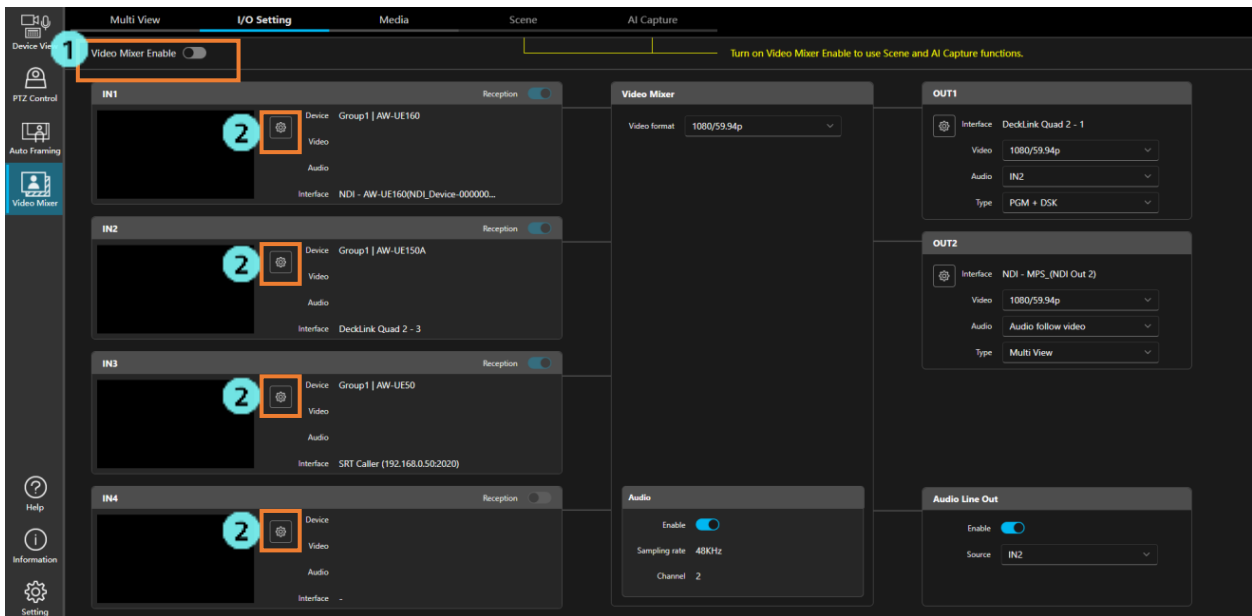 Multi View
I/O Setting
Media
Scene
AI Capture
Device View
1
Video Mixer Enable
Turn on Video Mixer Enable to use Scene and AI Capture functions.
PTZ Control
Auto Framing
Video Mixer
Help
Information
Setting
IN1
Reception
2
Device Group1 | AW-UE160
Video
Audio
Interface NDI - AW-UE160(NDI_Device-000000...
IN2
Reception
2
Device Group1 | AW-UE150A
Video
Audio
Interface DeckLink Quad 2 - 3
IN3
Reception
2
Device Group1 | AW-UE50
Video
Audio
Interface SRT Caller (192.168.0.50:2020)
IN4
Reception
2
Device
Video
Audio
Interface -
Video Mixer
Video format 1080/59.94p
Audio
Enable
Sampling rate 48KHz
Channel 2
OUT1
Interface DeckLink Quad 2 - 1
Video 1080/59.94p
Audio IN2
Type PGM + DSK
OUT2
Interface NDI - MPS_(NDI Out 2)
Video 1080/59.94p
Audio Audio follow video
Type Multi View
Audio Line Out
Enable
Source IN2